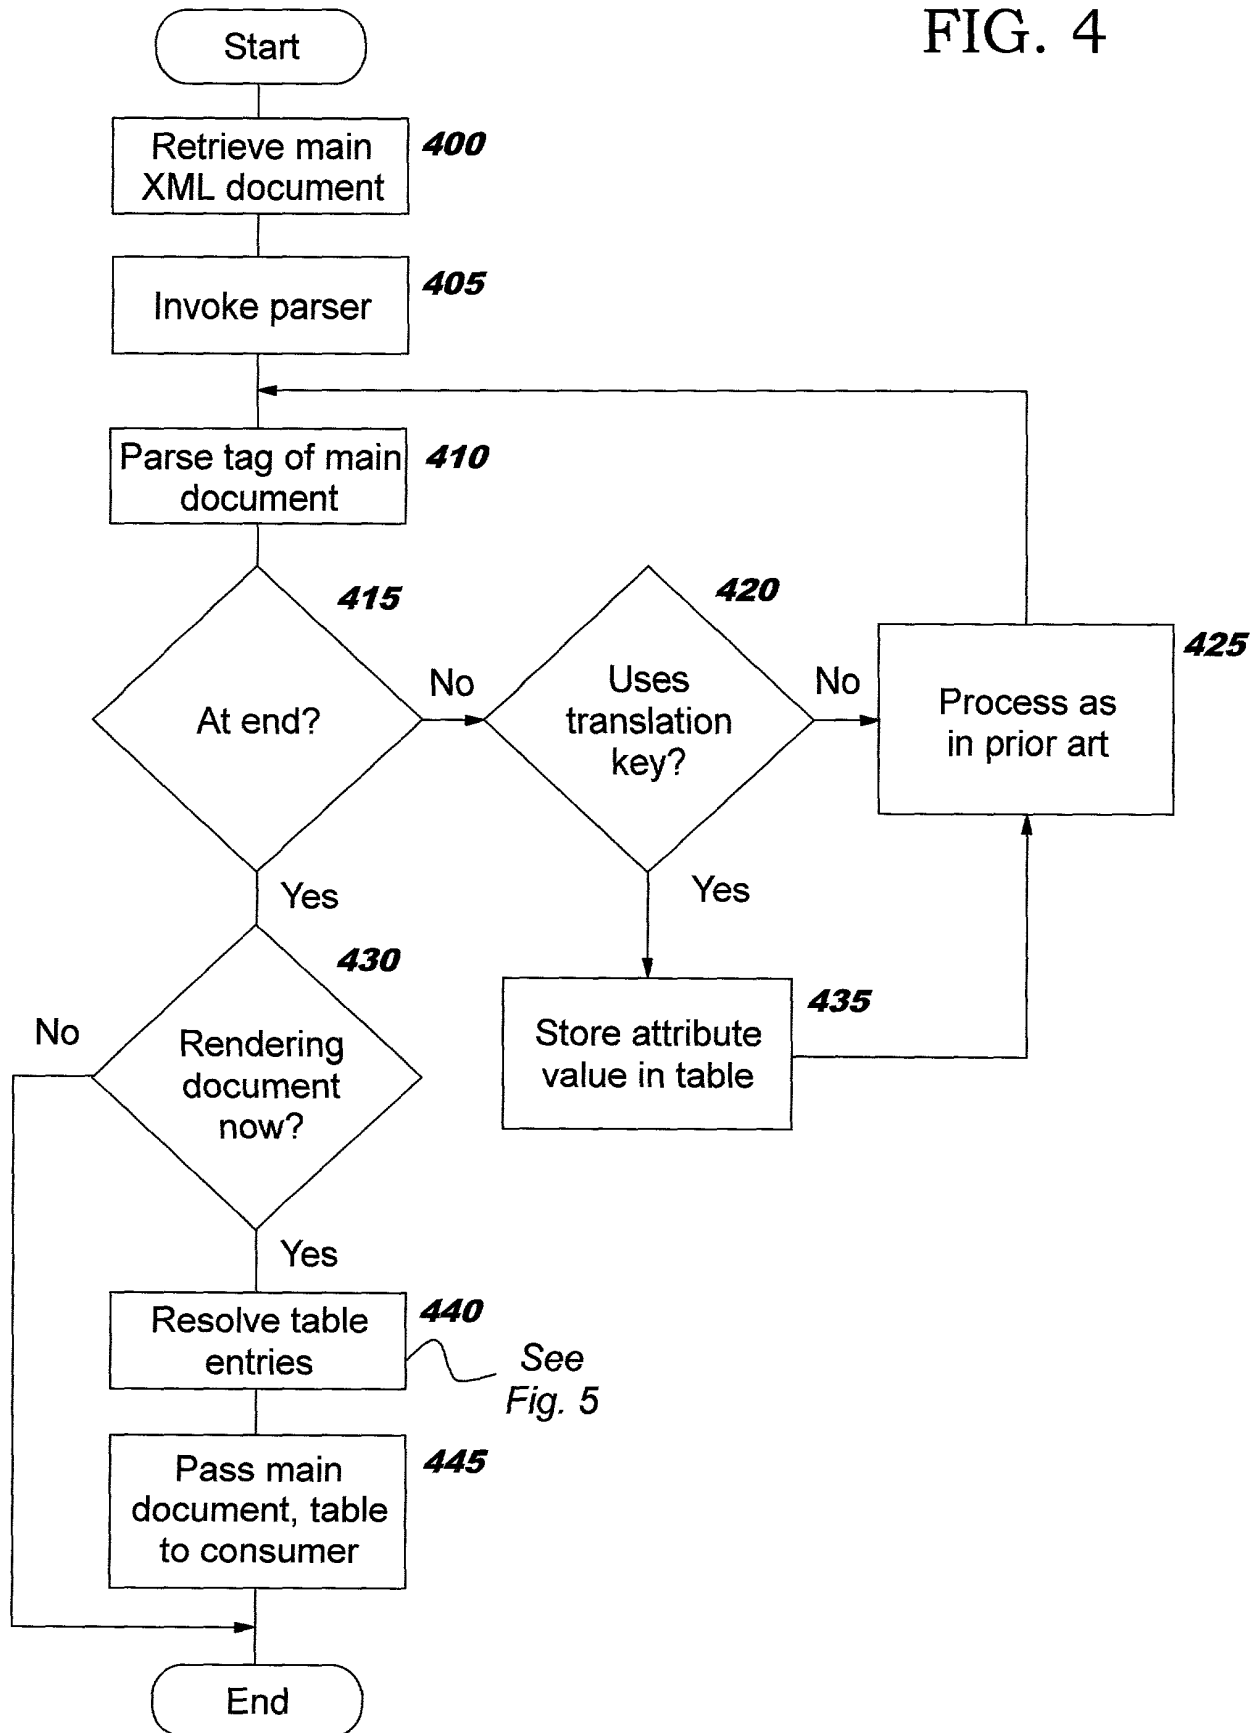 FIG. 4
Start
Retrieve main
XML document
400
Invoke parser
405
Parse tag of main
document
410
At end?
415
No
Uses
translation
key?
420
No
Process as
in prior art
425
Yes
Yes
Store attribute
value in table
435
Rendering
document
now?
430
No
Yes
Resolve table
entries
440
See
Fig. 5
Pass main
document, table
to consumer
445
End